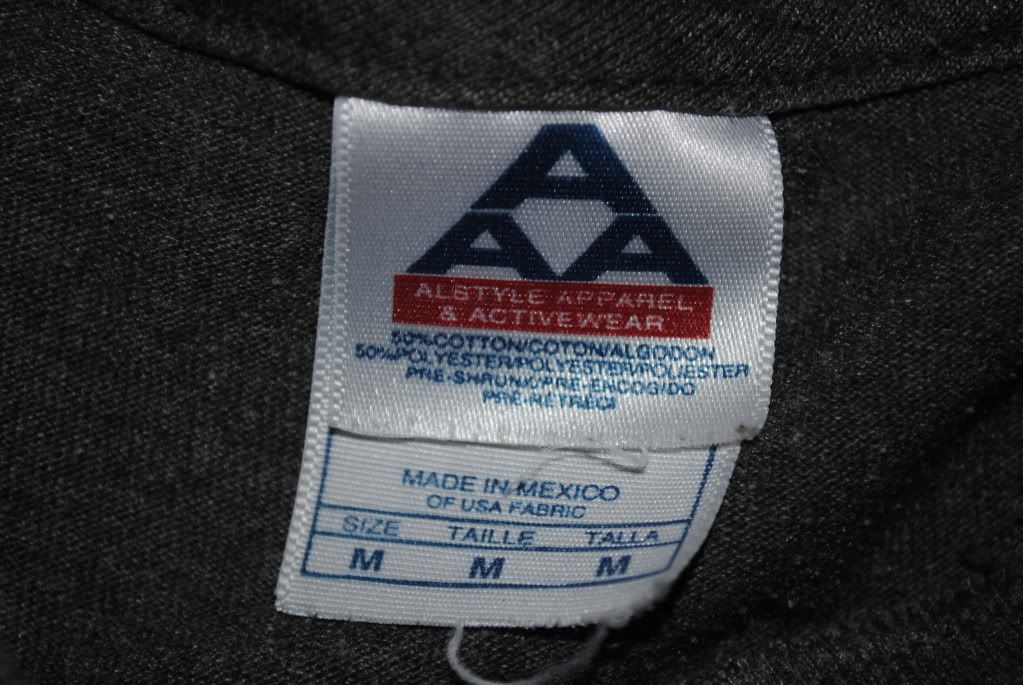 A
A A
ALSTYLE APPAREL
& ACTIVEWEAR
50%COTTON/COTON/ALGODON
50%POLYESTER/POLYESTER/POLIESTER
PRE-SHRUNK/PRE-ENCOGIDO
PRE-RETRECI
MADE IN MEXICO
OF USA FABRIC
SIZE TAILLE TALLA
M M M